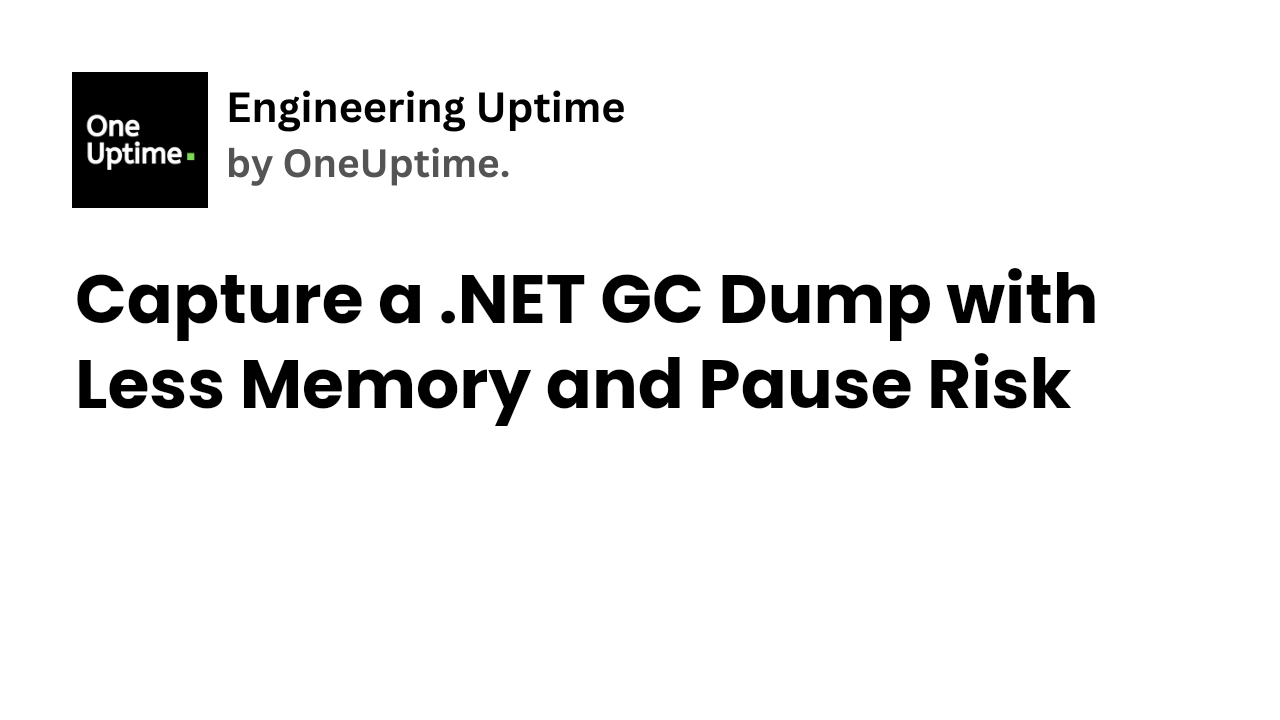 One
Uptime.
Engineering Uptime
by OneUptime.
Capture a .NET GC Dump with
Less Memory and Pause Risk